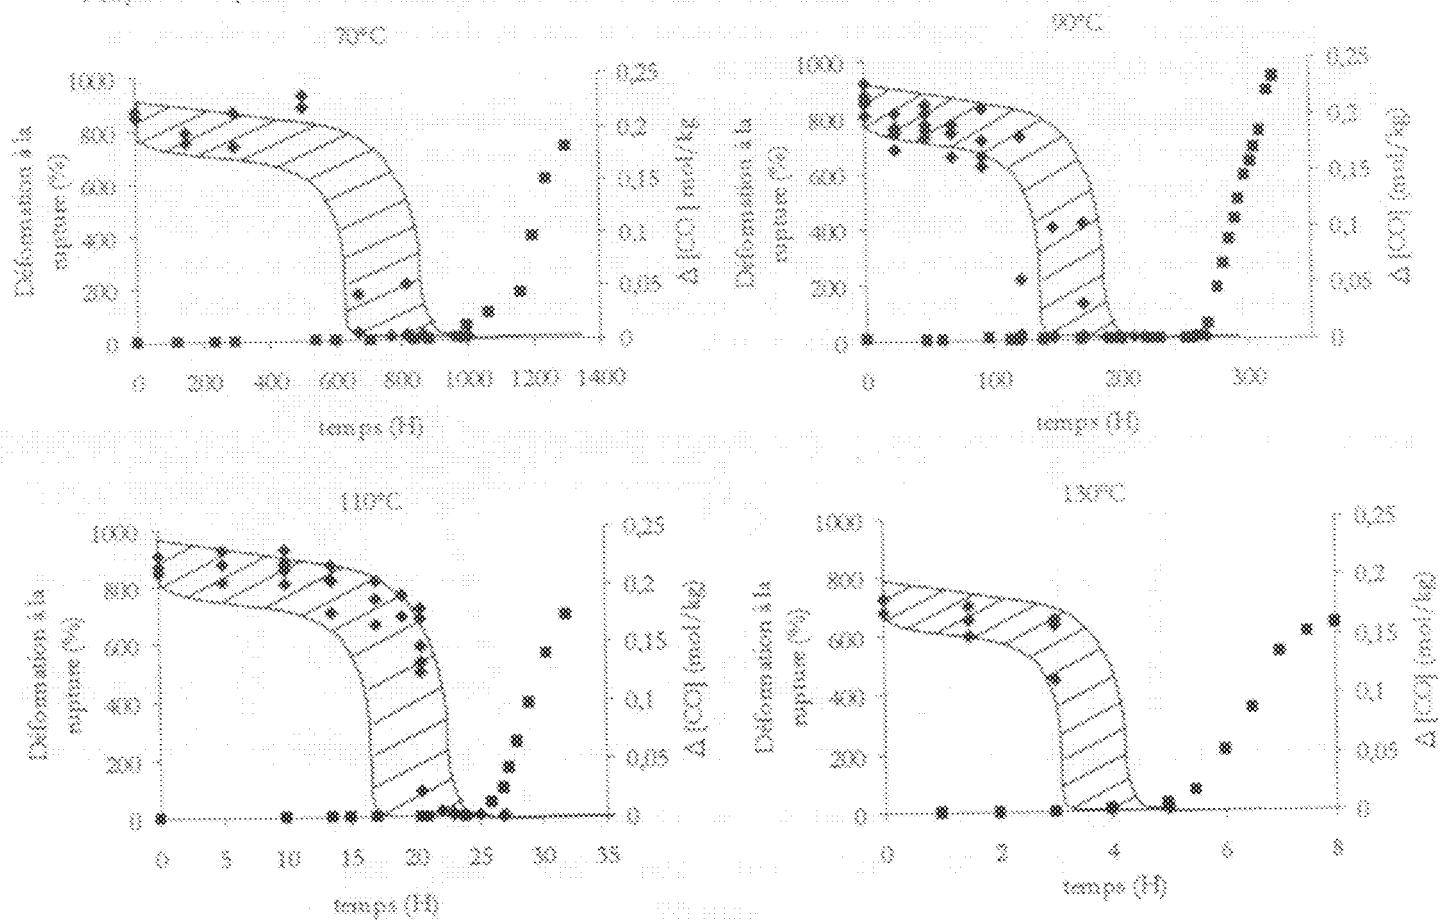 70°C
1000
800
600
400
200
0
Déformation à la
rupture (%)
0,25
0,2
0,15
0,1
0,05
0
Δ [CO] mol/kg
0 200 400 600 800 1000 1200 1400
temps (H)
90°C
1000
800
600
400
200
0
Déformation à la
rupture (%)
0,25
0,2
0,15
0,1
0,05
0
Δ [CO] (mol/kg)
0 100 200 300
temps (H)
110°C
1000
800
600
400
200
0
Déformation à la
rupture (%)
0,25
0,2
0,15
0,1
0,05
0
Δ [CO] (mol/kg)
0 5 10 15 20 25 30 35
temps (H)
130°C
1000
800
600
400
200
0
Déformation à la
rupture (%)
0,25
0,2
0,15
0,1
0,05
0
Δ [CO] (mol/kg)
0 2 4 6 8
temps (H)